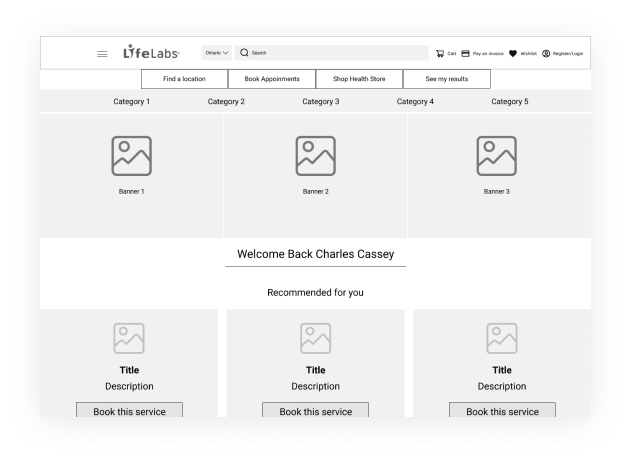 LifeLabs
Ontario Search Cart Pay an invoice Wishlist Register/Login
Find a location Book Appoinments Shop Health Store See my results
Category 1 Category 2 Category 3 Category 4 Category 5
Banner 1 Banner 2 Banner 3
Welcome Back Charles Cassey
Recommended for you
Title Title Title
Description Description Description
Book this service Book this service Book this service